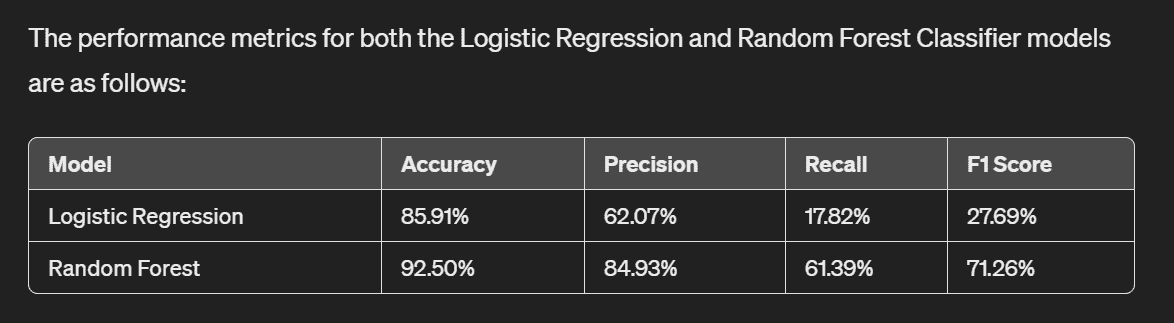 The performance metrics for both the Logistic Regression and Random Forest Classifier models
are as follows:
Model Accuracy Precision Recall F1 Score
Logistic Regression 85.91% 62.07% 17.82% 27.69%
Random Forest 92.50% 84.93% 61.39% 71.26%